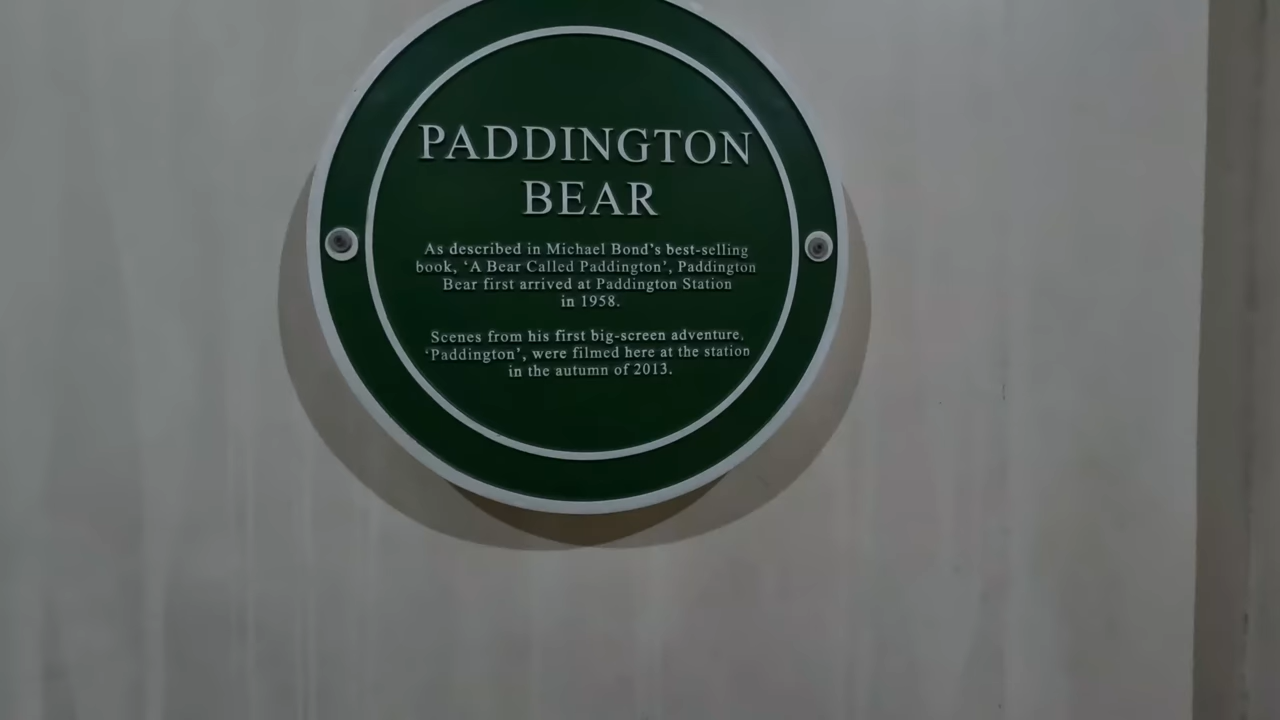 PADDINGTON
BEAR
As described in Michael Bond's best-selling
book, 'A Bear Called Paddington', Paddington
Bear first arrived at Paddington Station
in 1958.
Scenes from his first big-screen adventure,
'Paddington', were filmed here at the station
in the autumn of 2013.